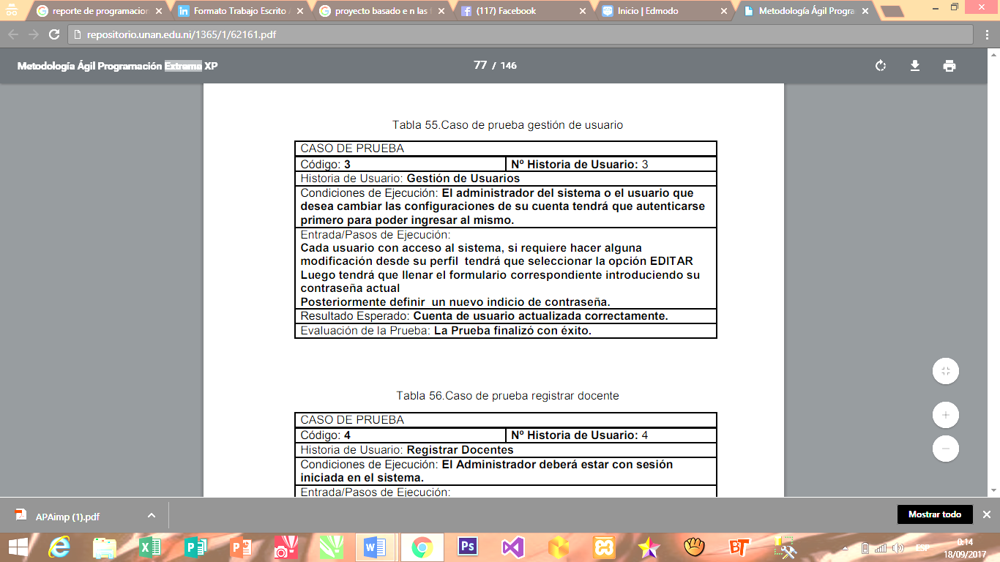 reporte de programacion
Formato Trabajo Escrito
proyecto basado e n las
(117) Facebook
Inicio | Edmodo
Metodología Ágil Progra
repositorio.unan.edu.ni/1365/1/62161.pdf
Metodología Ágil Programación Extrema XP
77 / 146
Tabla 55.Caso de prueba gestión de usuario
CASO DE PRUEBA
Código: 3
Nº Historia de Usuario: 3
Historia de Usuario: Gestión de Usuarios
Condiciones de Ejecución: El administrador del sistema o el usuario que
desea cambiar las configuraciones de su cuenta tendrá que autenticarse
primero para poder ingresar al mismo.
Entrada/Pasos de Ejecución:
Cada usuario con acceso al sistema, si requiere hacer alguna
modificación desde su perfil tendrá que seleccionar la opción EDITAR
Luego tendrá que llenar el formulario correspondiente introduciendo su
contraseña actual
Posteriormente definir un nuevo indicio de contraseña.
Resultado Esperado: Cuenta de usuario actualizada correctamente.
Evaluación de la Prueba: La Prueba finalizó con éxito.
Tabla 56.Caso de prueba registrar docente
CASO DE PRUEBA
Código: 4
Nº Historia de Usuario: 4
Historia de Usuario: Registrar Docentes
Condiciones de Ejecución: El Administrador deberá estar con sesión
iniciada en el sistema.
Entrada/Pasos de Ejecución:
APAimp (1).pdf
Mostrar todo
Ps
BT
ESP
0:14
18/09/2017